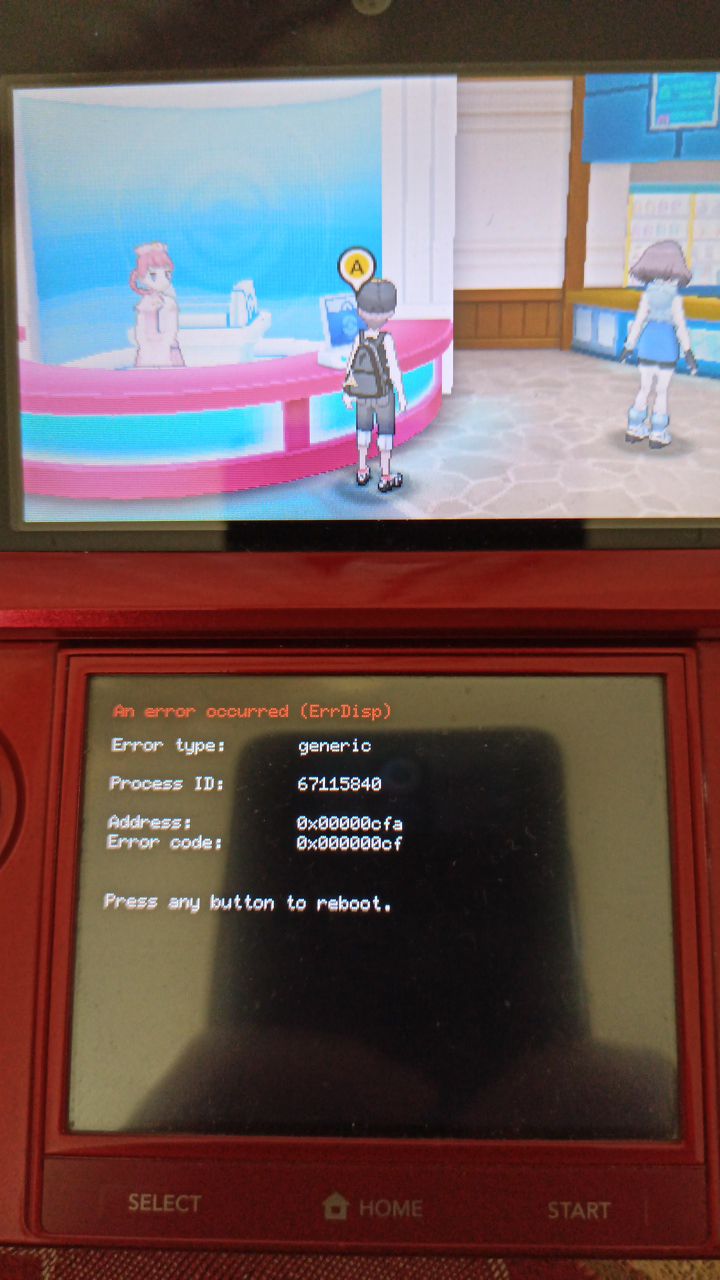 A
An error occurred (ErrDisp)
Error type: generic
Process ID: 67115840
Address: 0x00000cfa
Error code: 0x000000cf
Press any button to reboot.
SELECT HOME START